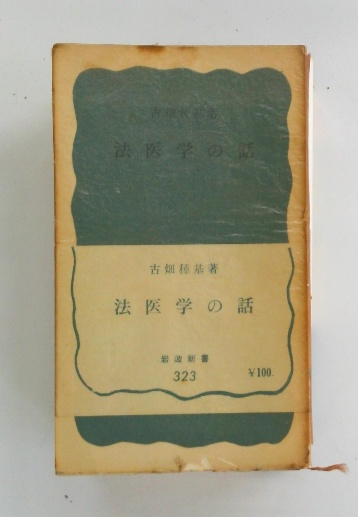 古畑種基著
法医学の話
古畑種基著
法医学の話
岩波新書
323
¥100.